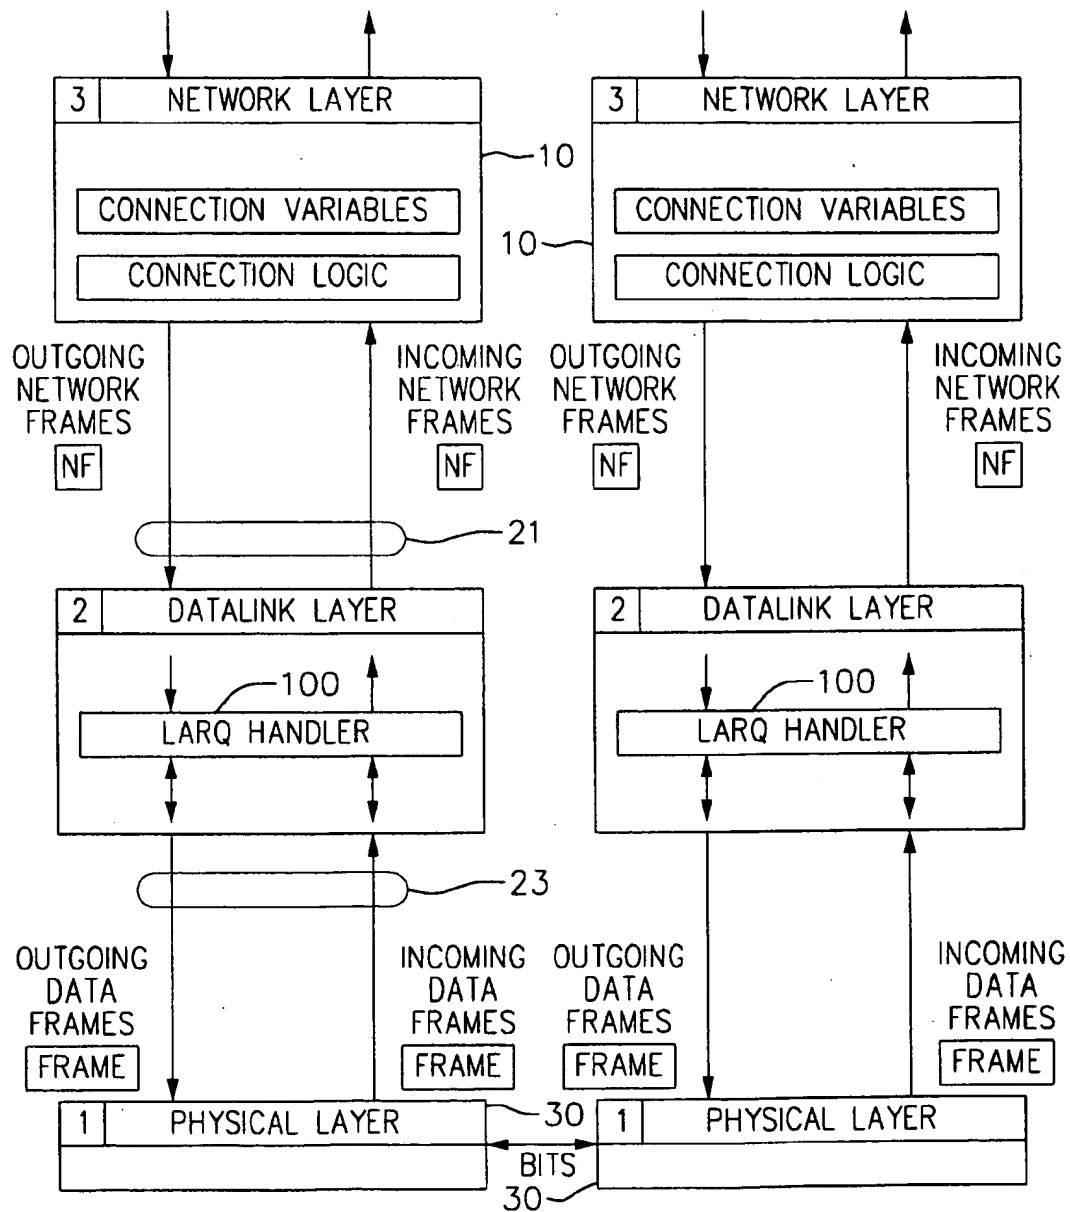 3 NETWORK LAYER
10
CONNECTION VARIABLES
CONNECTION LOGIC
OUTGOING
NETWORK
FRAMES
NF
INCOMING
NETWORK
FRAMES
NF
21
2 DATALINK LAYER
100
LARQ HANDLER
23
OUTGOING
DATA
FRAMES
FRAME
INCOMING
DATA
FRAMES
FRAME
1 PHYSICAL LAYER
30
BITS
3 NETWORK LAYER
CONNECTION VARIABLES
10
CONNECTION LOGIC
OUTGOING
NETWORK
FRAMES
NF
INCOMING
NETWORK
FRAMES
NF
2 DATALINK LAYER
100
LARQ HANDLER
OUTGOING
DATA
FRAMES
FRAME
INCOMING
DATA
FRAMES
FRAME
1 PHYSICAL LAYER
30